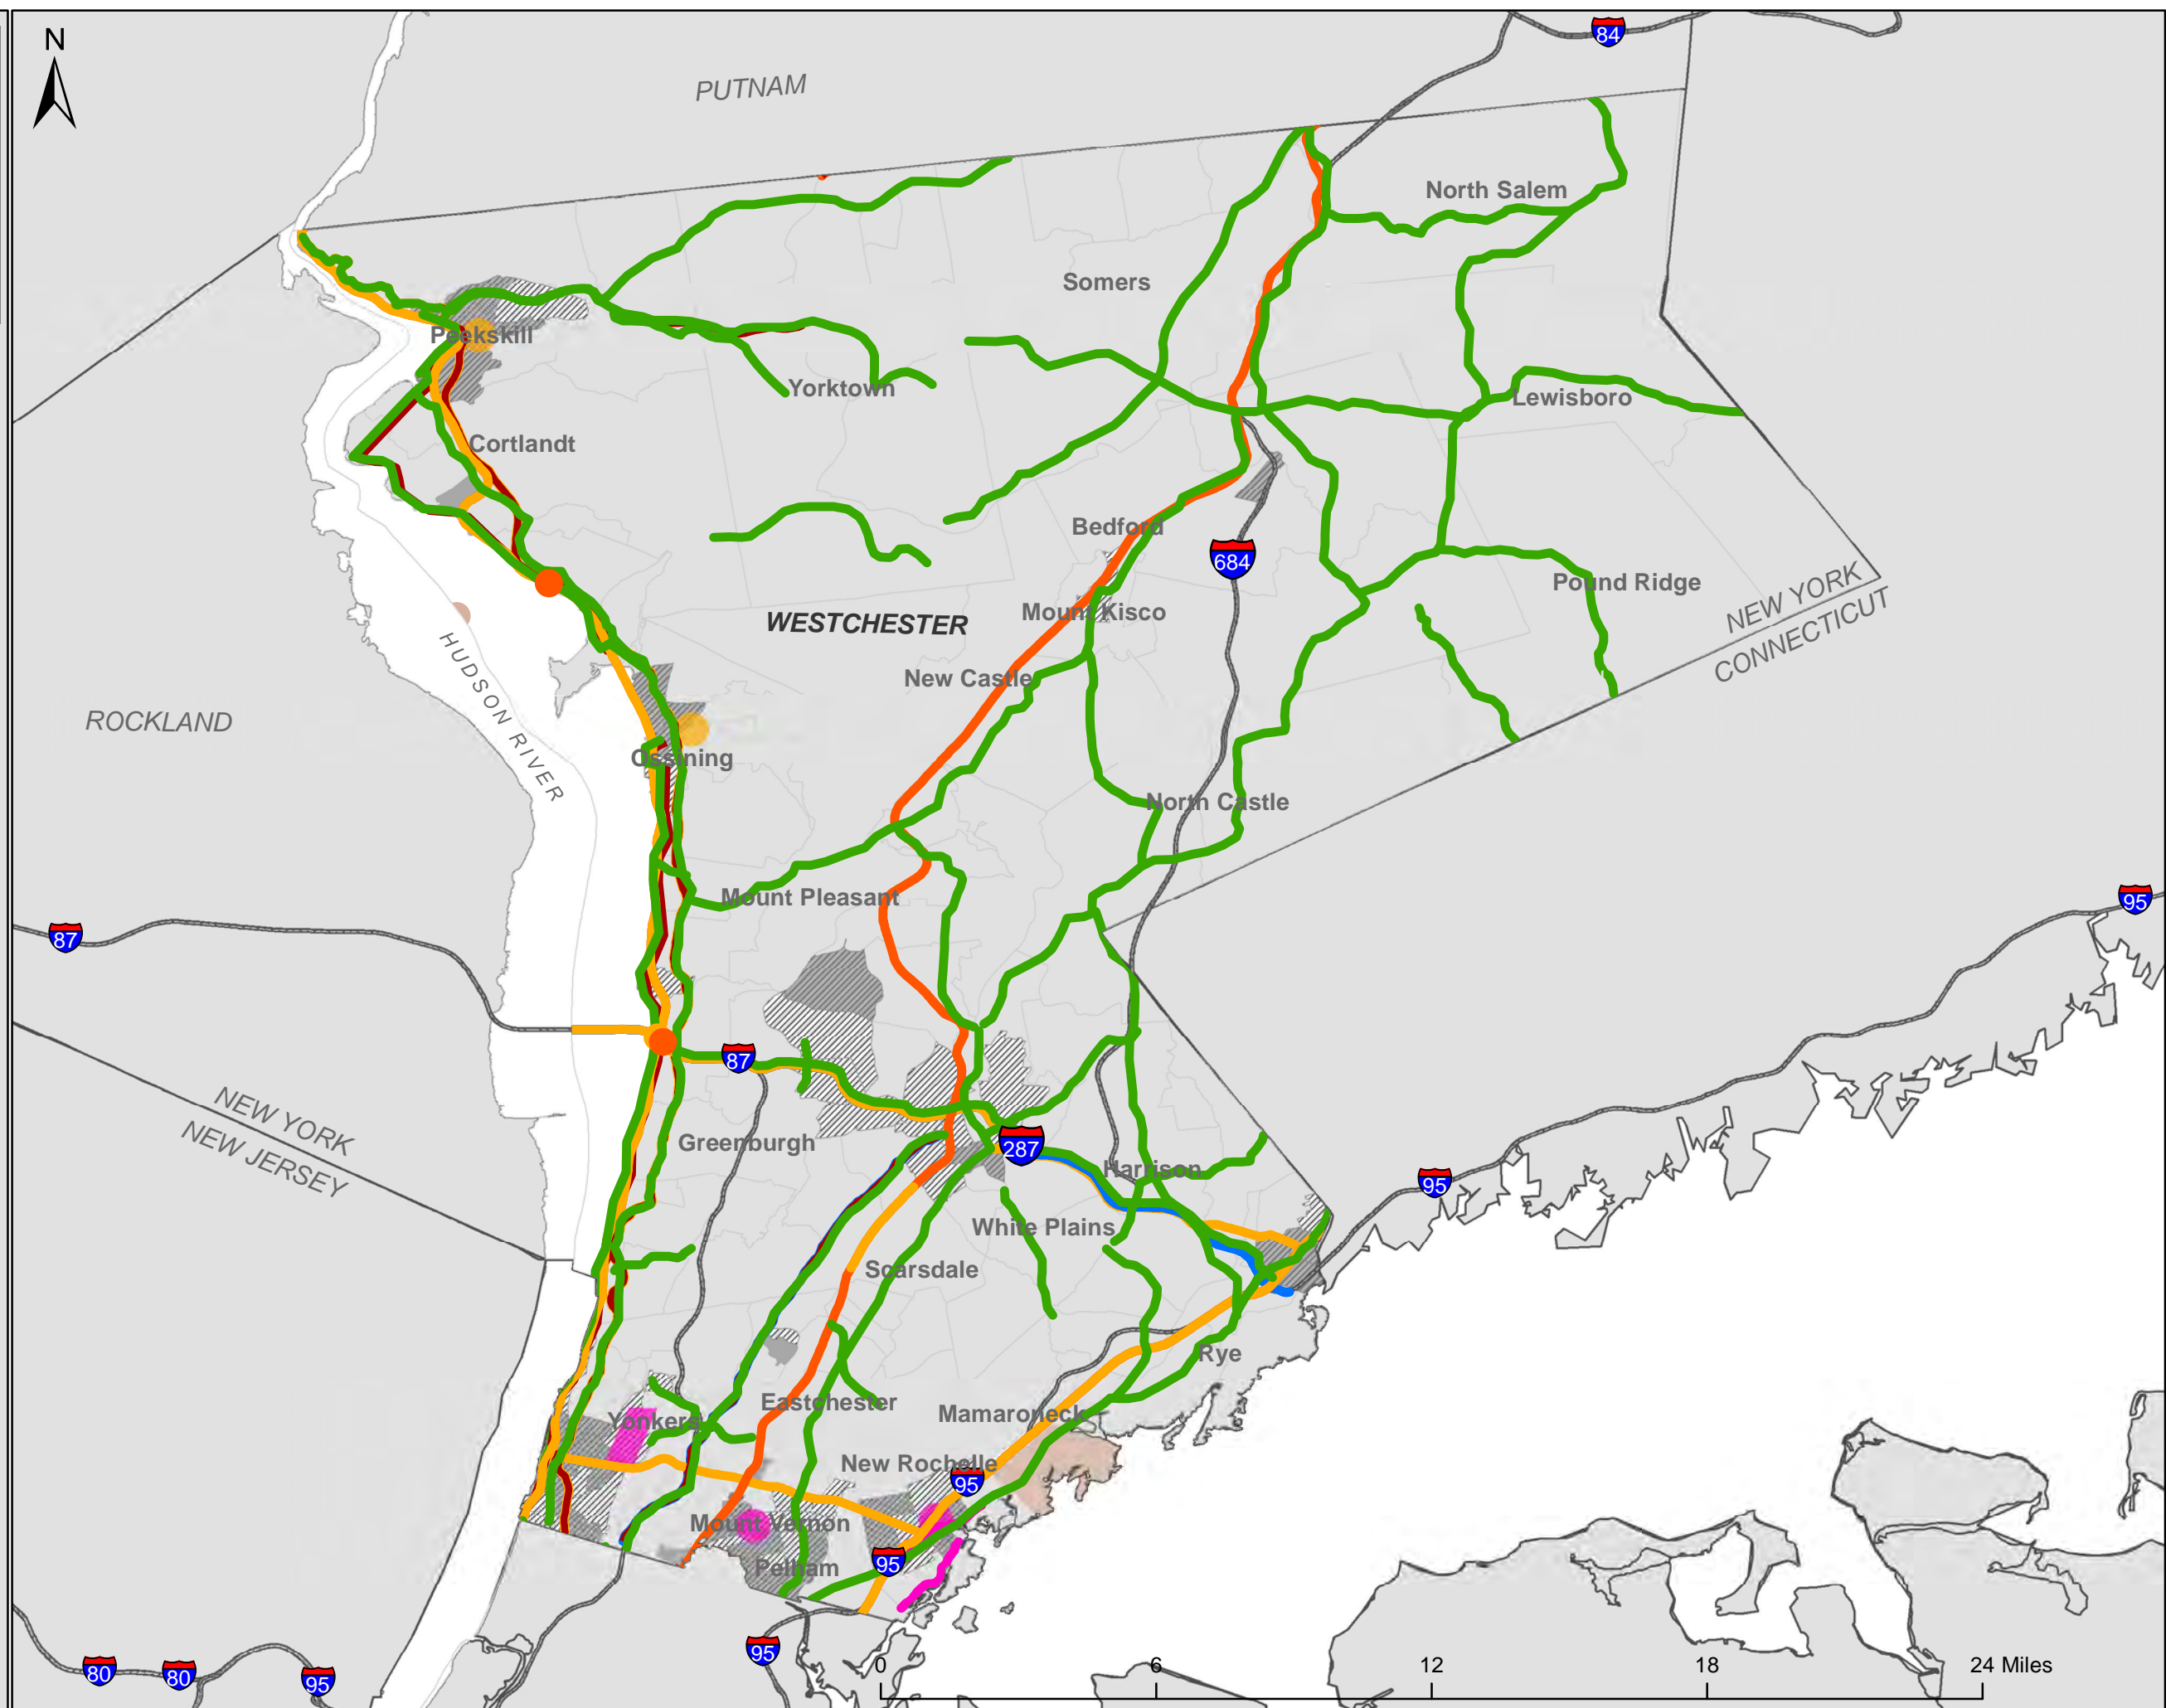 N
84
PUTNAM
North Salem
Somers
Peekskill
Yorktown
Lewisboro
Cortlandt
Bedford
684
Pound Ridge
NEW YORK
CONNECTICUT
Mount Kisco
WESTCHESTER
HUDSON RIVER
New Castle
ROCKLAND
Ossining
North Castle
Mount Pleasant
95
87
87
NEW YORK
NEW JERSEY
Greenburgh
287
Harrison
95
White Plains
Scarsdale
Rye
Eastchester
Mamaroneck
Yonkers
New Rochelle
95
Mount Vernon
95
Pelham
95
80
80
95
0 6 12 18 24 Miles